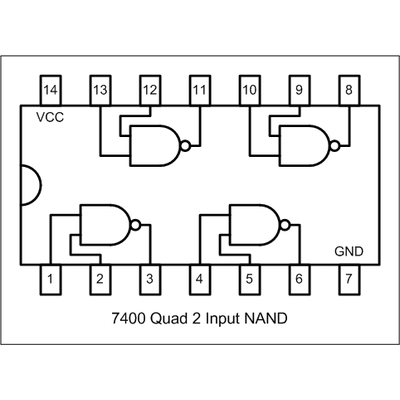 14 13 12 11 10 9 8
VCC
GND
1 2 3 4 5 6 7
7400 Quad 2 Input NAND